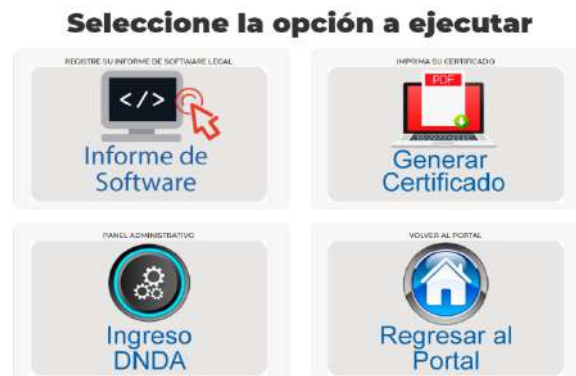 Seleccione la opción a ejecutar
REGISTRE SU INFORME DE SOFTWARE LEGAL
</>
Informe de
Software
IMPRIMA SU CERTIFICADO
PDF
Generar
Certificado
PANEL ADMINISTRATIVO
Ingreso
DNDA
VOLVER AL PORTAL
Regresar al
Portal